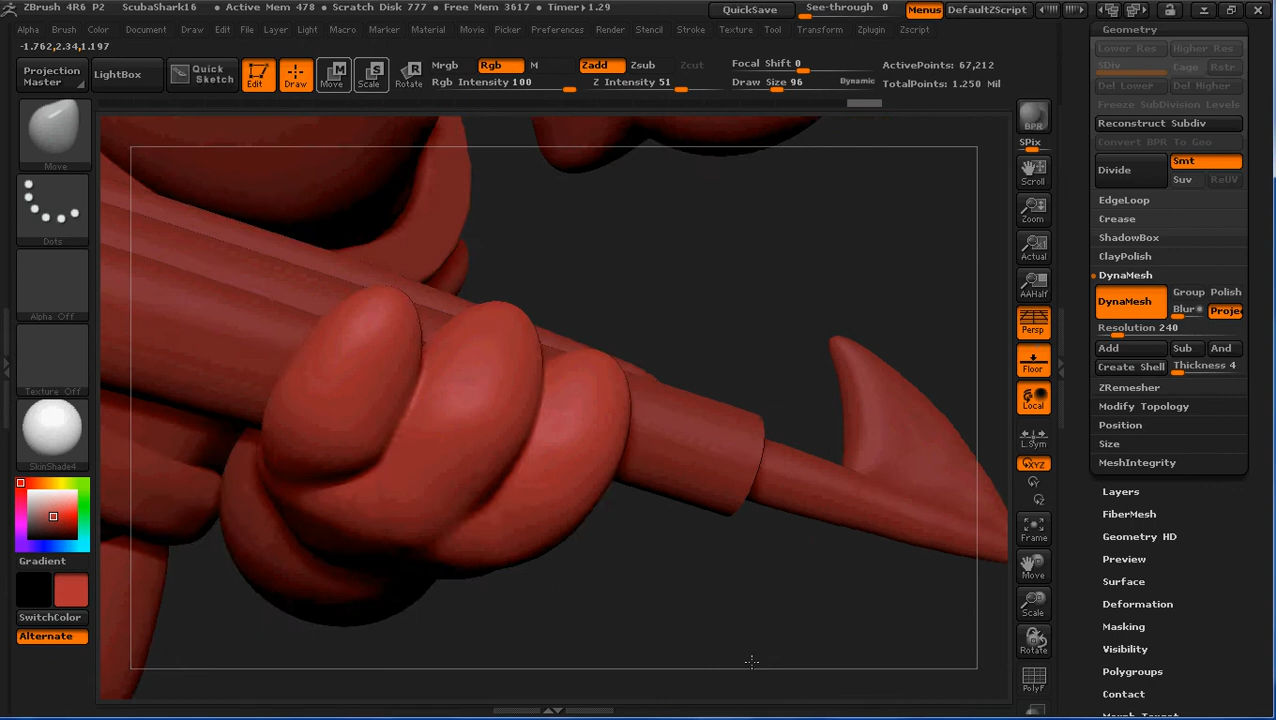 ZBrush 4R6 P2 ScubaShark16 • Active Mem 478 • Scratch Disk 777 • Free Mem 3617 • Timer▸1.29 QuickSave See-through 0 Menus DefaultZScript
Alpha Brush Color Document Draw Edit File Layer Light Macro Marker Material Movie Picker Preferences Render Stencil Stroke Texture Tool Transform Zplugin Zscript
-1.762,2.34,1.197
Projection Master
LightBox
Quick Sketch
Edit
Draw
Move
Scale
Rotate
Mrgb Rgb M
Rgb Intensity 100
Zadd Zsub Zcut
Z Intensity 51
Focal Shift 0
Draw Size 96 Dynamic
ActivePoints: 67,212
TotalPoints: 1.250 Mil
Move
Dots
Alpha Off
Texture Off
SkinShade4
Gradient
SwitchColor
Alternate
BPR
SPix
Scroll
Zoom
Actual
AAHalf
Persp
Floor
Local
L.Sym
XYZ
Y
Z
Frame
Move
Scale
Rotate
PolyF
Geometry
Lower Res Higher Res
SDiv Cage Rstr
Del Lower Del Higher
Freeze SubDivision Levels
Reconstruct Subdiv
Convert BPR To Geo
Divide Smt
Suv ReUV
EdgeLoop
Crease
ShadowBox
ClayPolish
DynaMesh
DynaMesh Group Polish
Blur Projec
Resolution 240
Add Sub And
Create Shell Thickness 4
ZRemesher
Modify Topology
Position
Size
MeshIntegrity
Layers
FiberMesh
Geometry HD
Preview
Surface
Deformation
Masking
Visibility
Polygroups
Contact
Morph Target